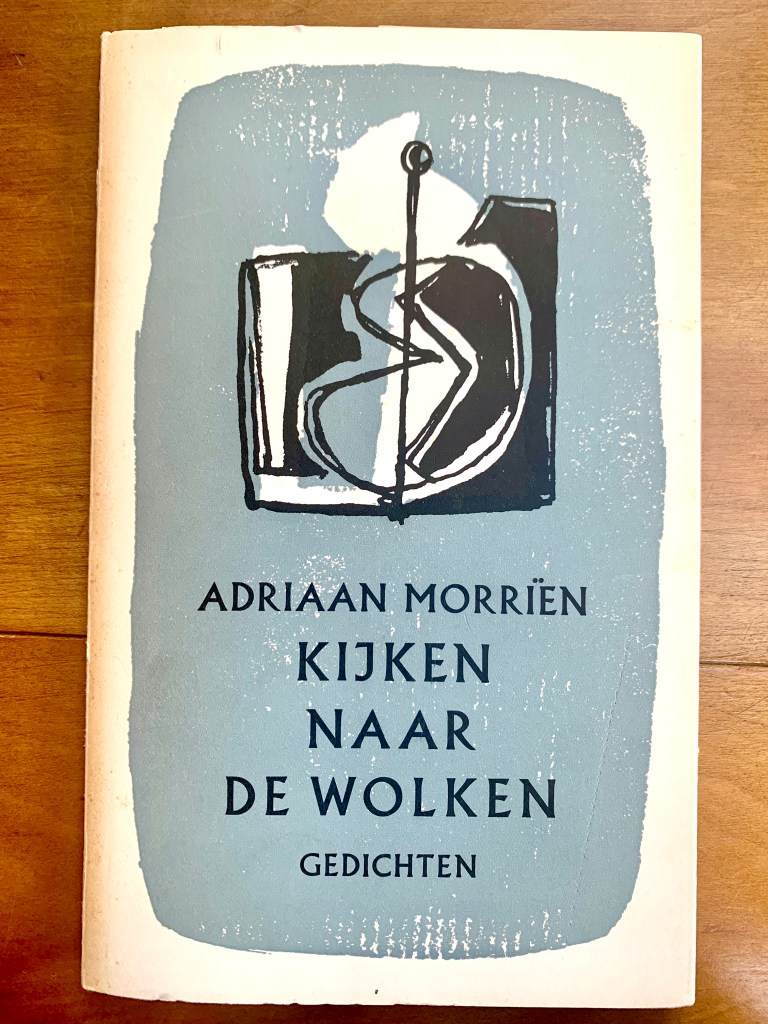 ADRIAAN MORRIËN
KIJKEN
NAAR
DE WOLKEN
GEDICHTEN